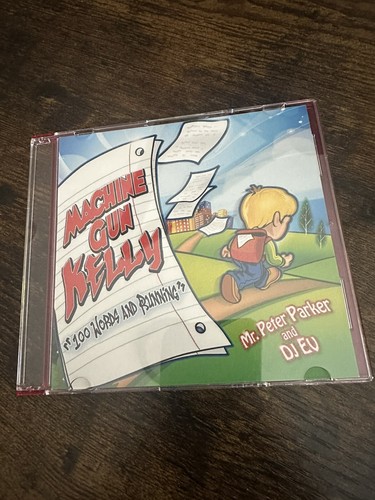 MACHINE
GUN
KELLY
"100 WORDS AND RUNNING"
Mr. Peter Parker
and
DJ EV